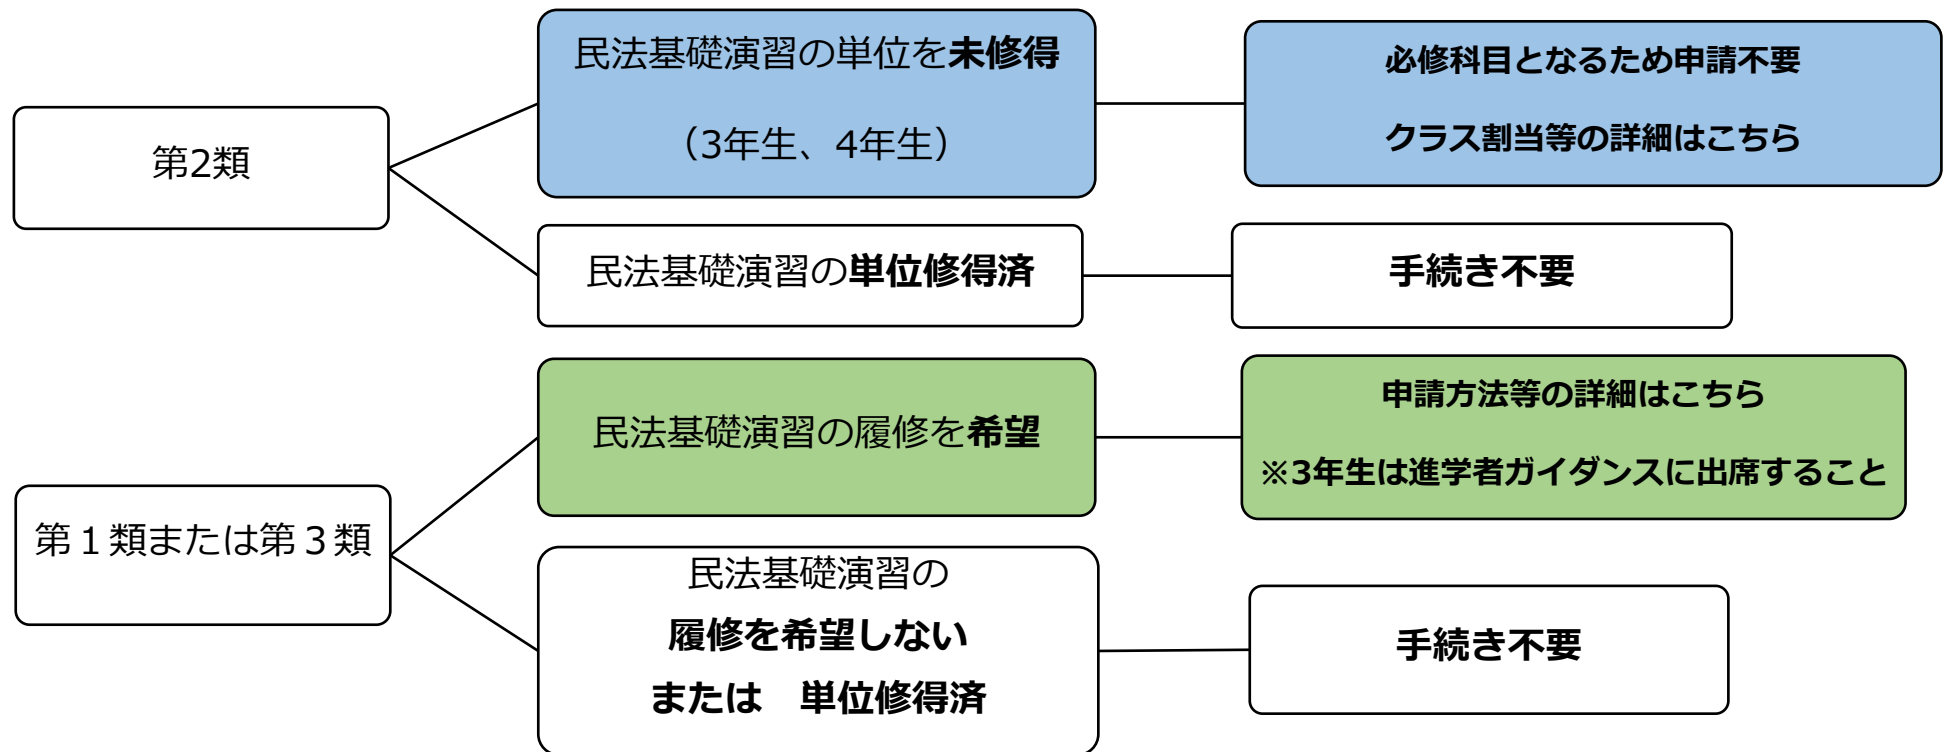 第2類
民法基礎演習の単位を未修得
（3年生、4年生）
必修科目となるため申請不要
クラス割当等の詳細はこちら
民法基礎演習の単位修得済
手続き不要
第１類または第３類
民法基礎演習の履修を希望
申請方法等の詳細はこちら
※3年生は進学者ガイダンスに出席すること
民法基礎演習の
履修を希望しない
または　単位修得済
手続き不要